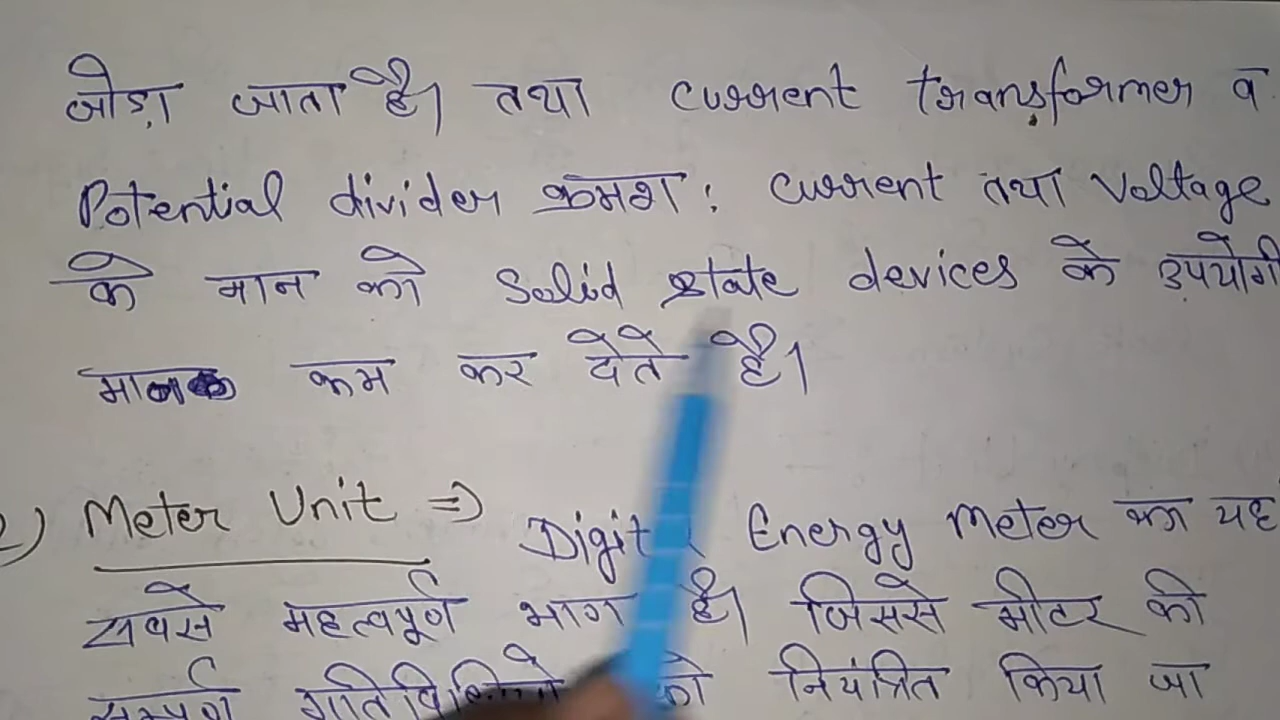 जोड़ा जाता है। तथा current transformer व
Potential divider क्रमश: current तथा Voltage
के मान को Solid state devices के उपयोगी
कम कर देते है।
2) Meter Unit ⇒ Energy Meter का यह
सबसे महत्वपूर्ण भाग है। जिससे मीटर की
सम्पूर्ण को नियंत्रित किया जा